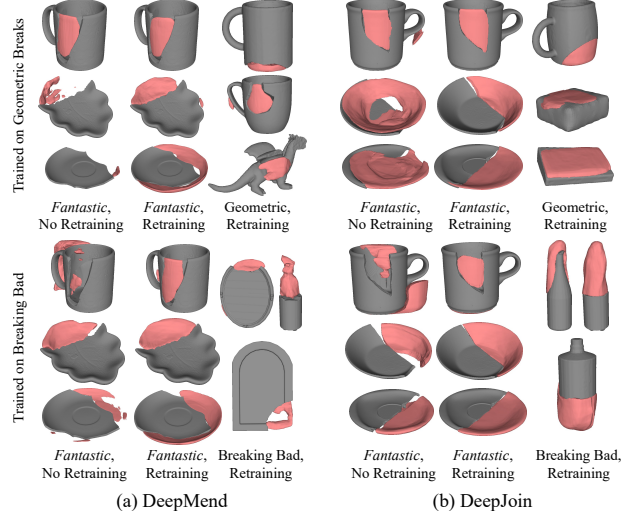 Trained on Geometric Breaks
Fantastic,
No Retraining
Fantastic,
Retraining
Geometric,
Retraining
Fantastic,
No Retraining
Fantastic,
Retraining
Geometric,
Retraining
Trained on Breaking Bad
Fantastic,
No Retraining
Fantastic,
Retraining
Breaking Bad,
Retraining
Fantastic,
No Retraining
Fantastic,
Retraining
Breaking Bad,
Retraining
(a) DeepMend
(b) DeepJoin